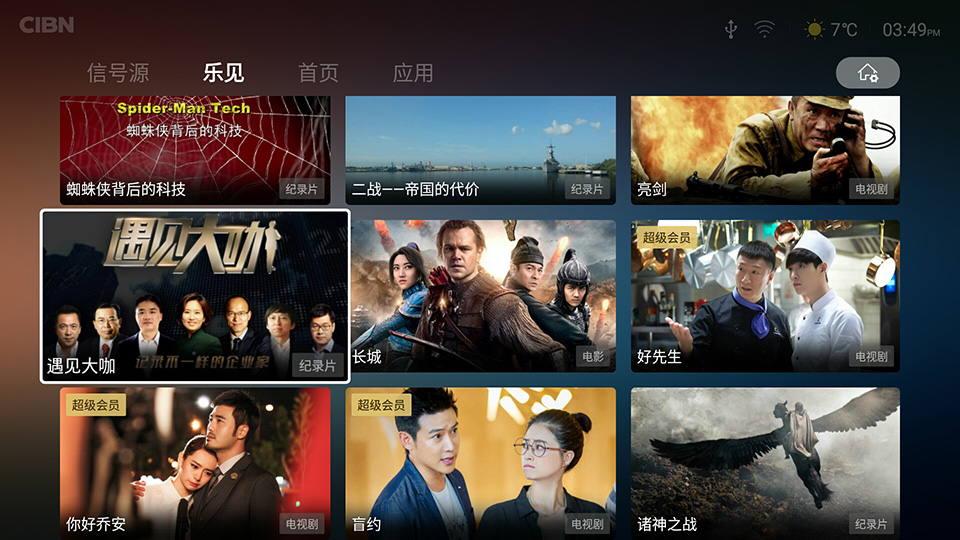 CIBN
7℃
03:49PM
信号源
乐见
首页
应用
Spider-Man Tech
蜘蛛侠背后的科技
蜘蛛侠背后的科技
纪录片
二战——帝国的代价
纪录片
亮剑
电视剧
遇见大咖
记录不一样的企业家
遇见大咖
纪录片
长城
电影
超级会员
好先生
电视剧
超级会员
你好乔安
电视剧
超级会员
盲约
电视剧
诸神之战
纪录片